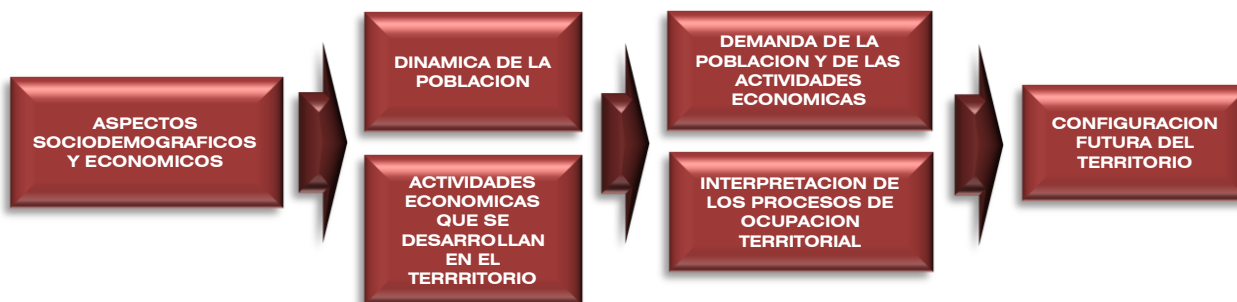 ASPECTOS
SOCIODEMOGRAFICOS
Y ECONOMICOS
DINAMICA DE LA
POBLACION
ACTIVIDADES
ECONOMICAS
QUE SE
DESARROLLAN
EN EL
TERRRITORIO
DEMANDA DE LA
POBLACION Y DE LAS
ACTIVIDADES
ECONOMICAS
INTERPRETACION DE
LOS PROCESOS DE
OCUPACION
TERRITORIAL
CONFIGURACION
FUTURA DEL
TERRITORIO